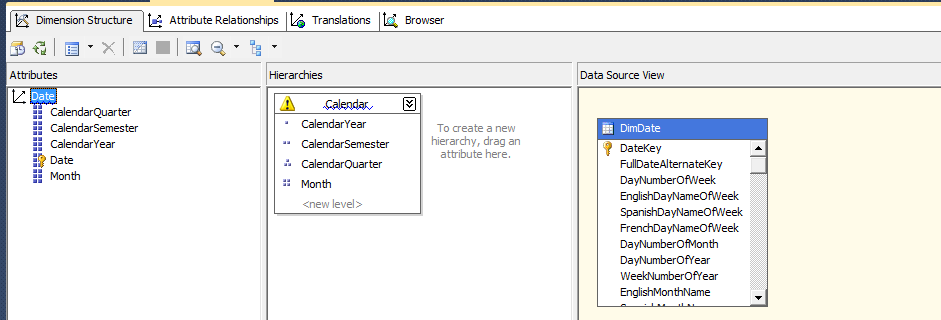 Dimension Structure Attribute Relationships Translations Browser
Attributes
Date
CalendarQuarter
CalendarSemester
CalendarYear
Date
Month
Hierarchies
Calendar
CalendarYear
CalendarSemester
CalendarQuarter
Month
<new level>
To create a new
hierarchy, drag an
attribute here.
Data Source View
DimDate
DateKey
FullDateAlternateKey
DayNumberOfWeek
EnglishDayNameOfWeek
SpanishDayNameOfWeek
FrenchDayNameOfWeek
DayNumberOfMonth
DayNumberOfYear
WeekNumberOfYear
EnglishMonthName